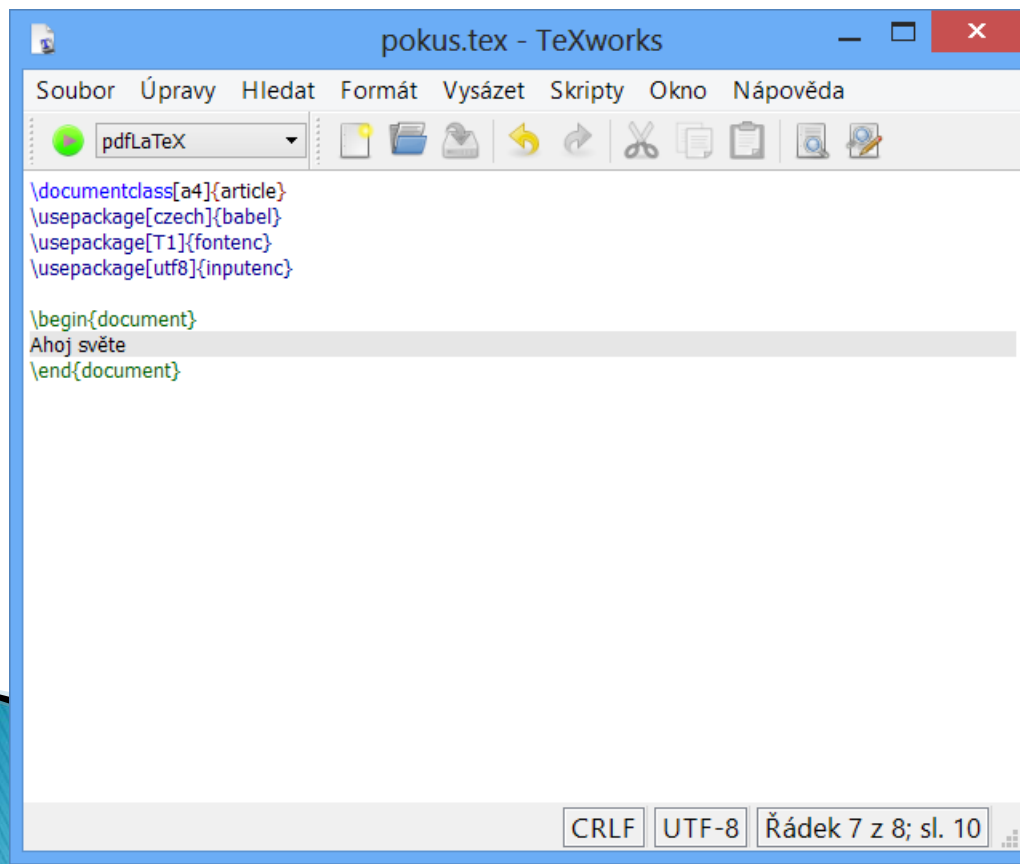 pokus.tex - TeXworks
Soubor Úpravy Hledat Formát Vysázet Skripty Okno Nápověda
pdfLaTeX
\documentclass[a4]{article}
\usepackage[czech]{babel}
\usepackage[T1]{fontenc}
\usepackage[utf8]{inputenc}
\begin{document}
Ahoj světe
\end{document}
CRLF UTF-8 Řádek 7 z 8; sl. 10